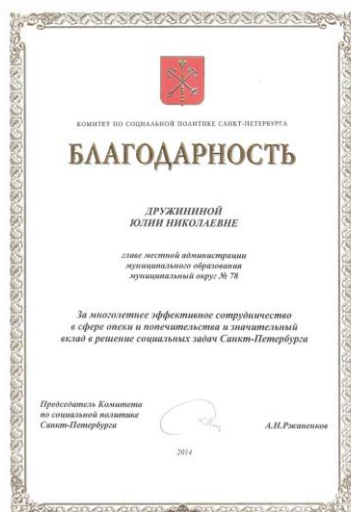 КОМИТЕТ ПО СОЦИАЛЬНОЙ ПОЛИТИКЕ САНКТ-ПЕТЕРБУРГА
БЛАГОДАРНОСТЬ
ДРУЖИНИНОЙ
ЮЛИИ НИКОЛАЕВНЕ
главе местной администрации
муниципального образования
муниципальный округ № 78
За многолетнее эффективное сотрудничество
в сфере опеки и попечительства и значительный
вклад в решение социальных задач Санкт-Петербурга
Председатель Комитета
по социальной политике
Санкт-Петербурга
А.Н.Ржаненков
2014